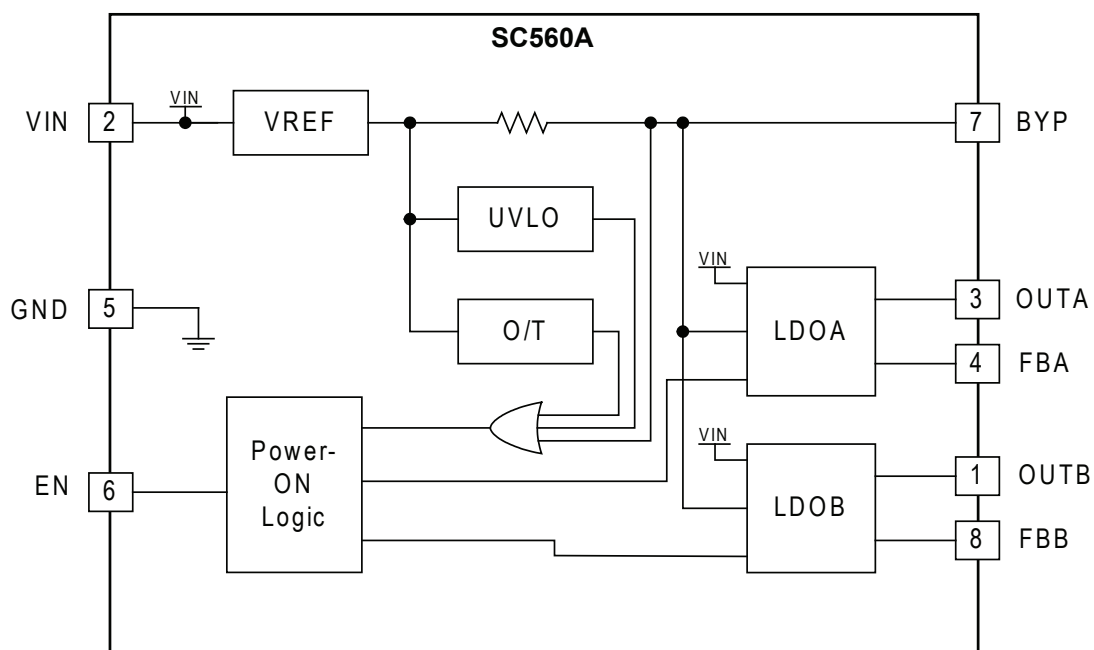 SC560A
VIN 2 VIN VREF 7 BYP
UVLO
VIN
GND 5 O/T LDOA 3 OUTA
4 FBA
VIN
EN 6 Power-
ON
Logic
LDOB 1 OUTB
8 FBB